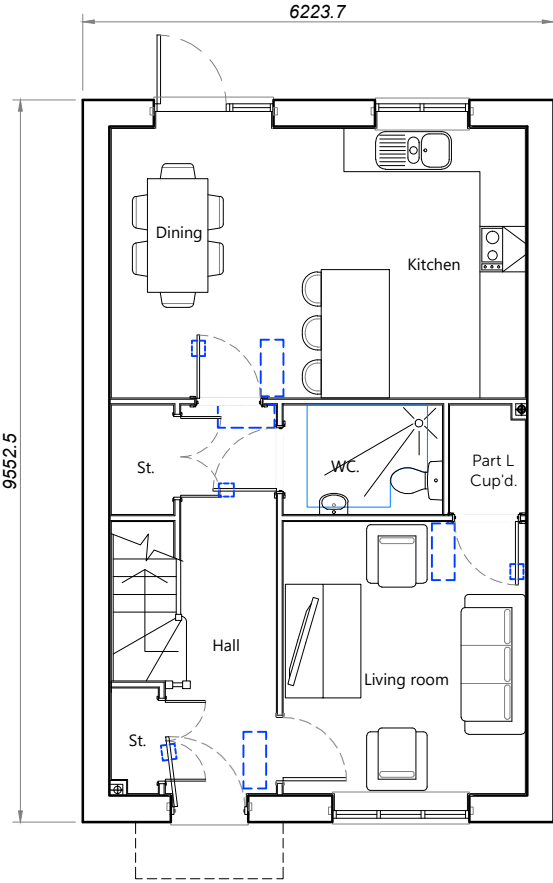 6223.7
9552.5
Dining
Kitchen
St.
WC.
Part L
Cup'd.
Hall
Living room
St.